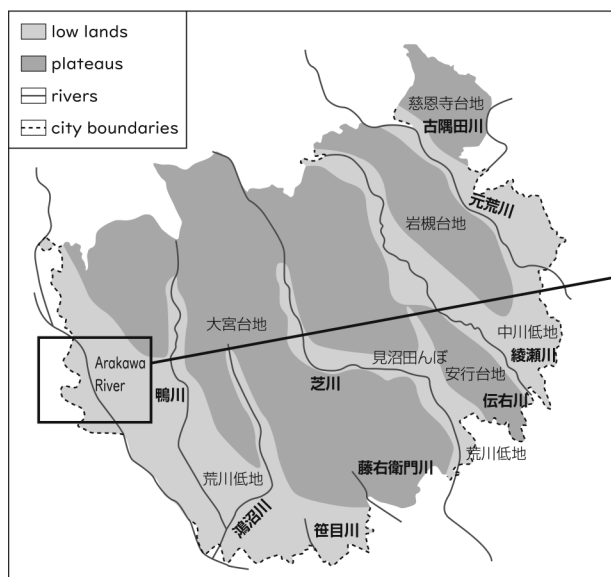 low lands
plateaus
rivers
city boundaries
慈恩寺台地
古隅田川
元荒川
岩槻台地
大宮台地
中川低地
見沼田んぼ
綾瀬川
Arakawa
River
安行台地
鴨川
芝川
伝右川
荒川低地
藤右衛門川
荒川低地
鴻沼川
笹目川